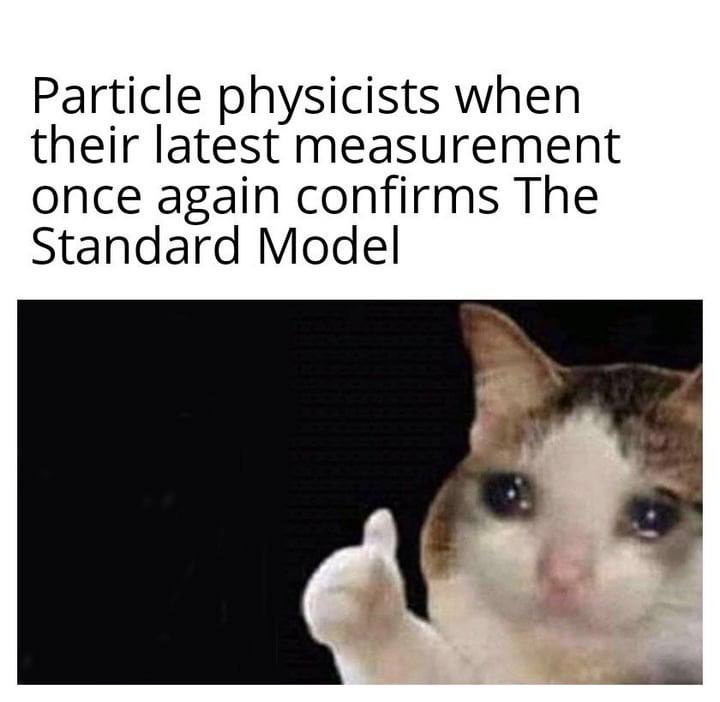 Particle physicists when
their latest measurement
once again confirms The
Standard Model